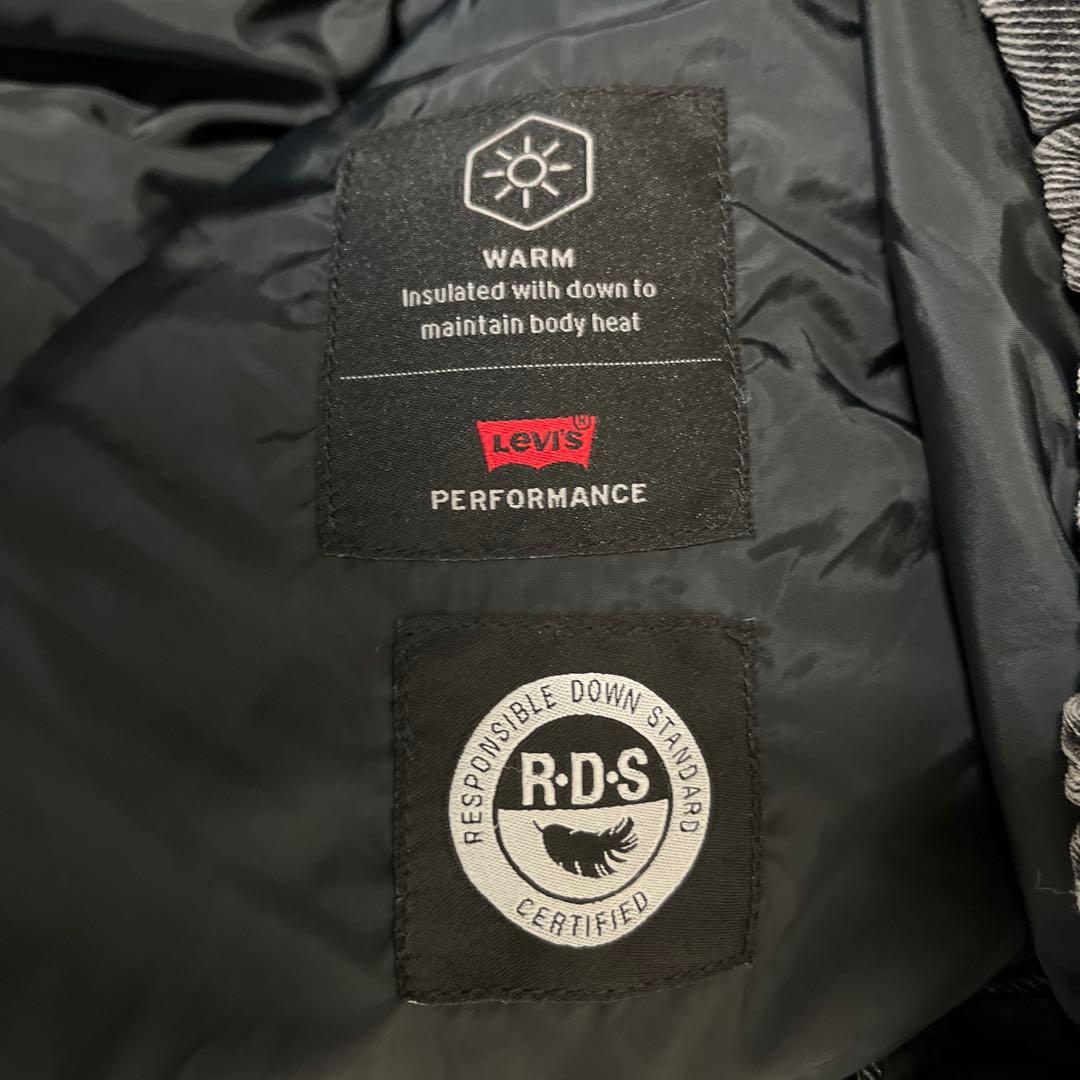 WARM
Insulated with down to
maintain body heat
Levi's®
PERFORMANCE
RESPONSIBLE DOWN STANDARD
R·D·S
CERTIFIED